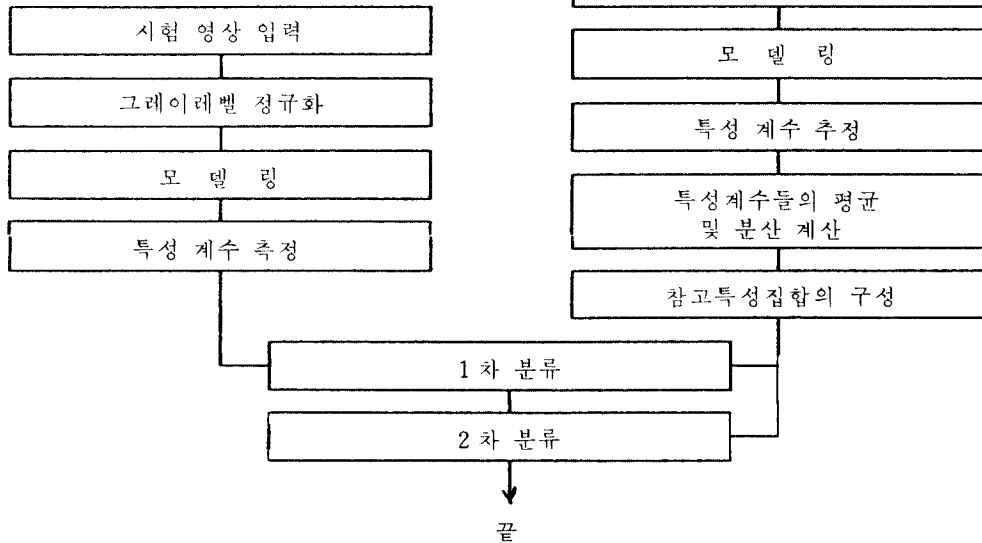 시험 영상 입력
그레이레벨 정규화
모 델 링
특성 계수 측정
모 델 링
특성 계수 추정
특성계수들의 평균
및 분산 계산
참고특성집합의 구성
1차 분류
2차 분류
끝